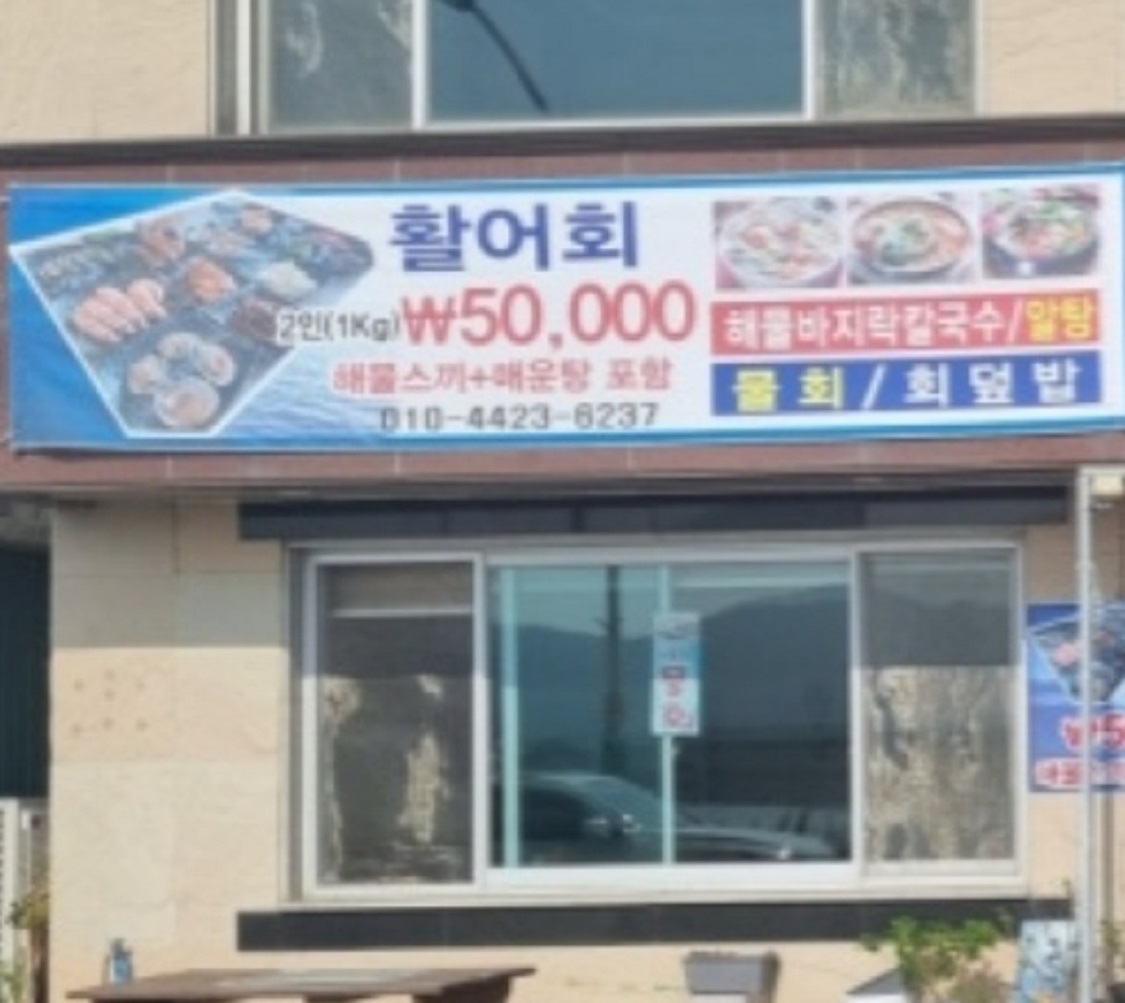 활어회
2인(1Kg)₩50,000
해물스끼+매운탕 포함
010-4423-6237
해물바지락칼국수/알탕
물회/회덮밥
₩5